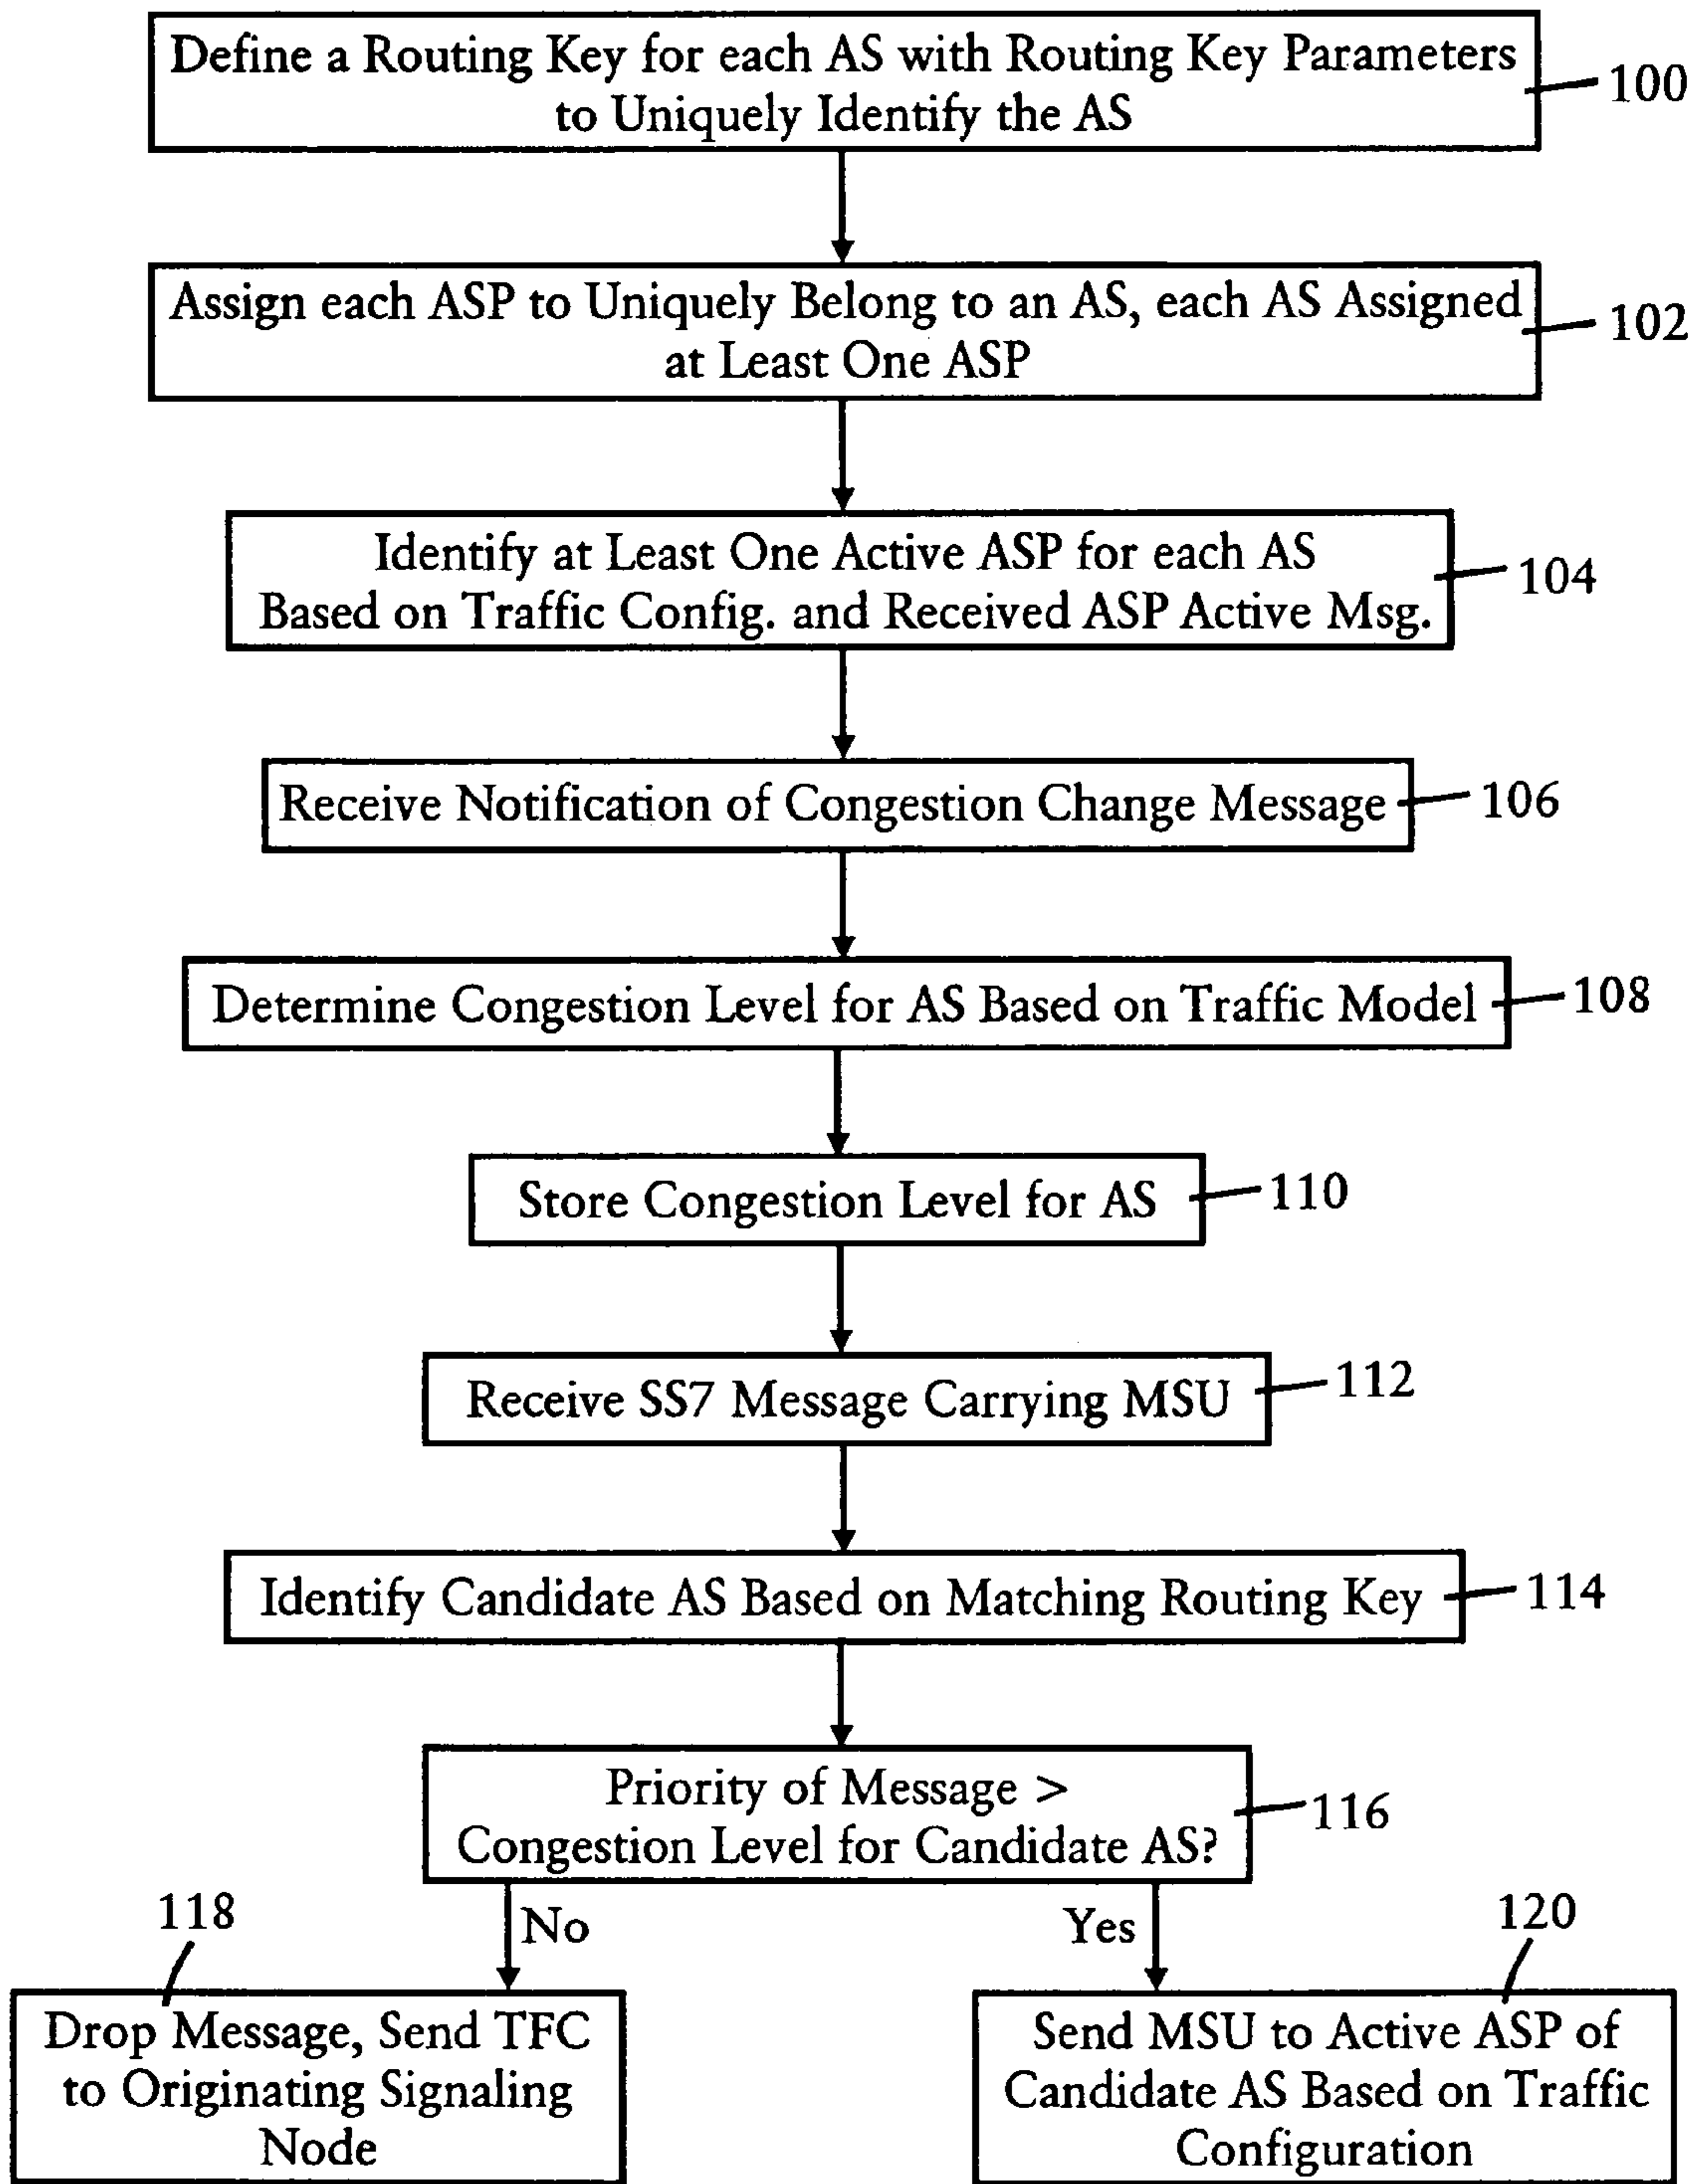 Define a Routing Key for each AS with Routing Key Parameters
to Uniquely Identify the AS
100
Assign each ASP to Uniquely Belong to an AS, each AS Assigned
at Least One ASP
102
Identify at Least One Active ASP for each AS
Based on Traffic Config. and Received ASP Active Msg.
104
Receive Notification of Congestion Change Message
106
Determine Congestion Level for AS Based on Traffic Model
108
Store Congestion Level for AS
110
Receive SS7 Message Carrying MSU
112
Identify Candidate AS Based on Matching Routing Key
114
Priority of Message >
Congestion Level for Candidate AS?
116
118
No
Yes
120
Drop Message, Send TFC
to Originating Signaling
Node
Send MSU to Active ASP of
Candidate AS Based on Traffic
Configuration